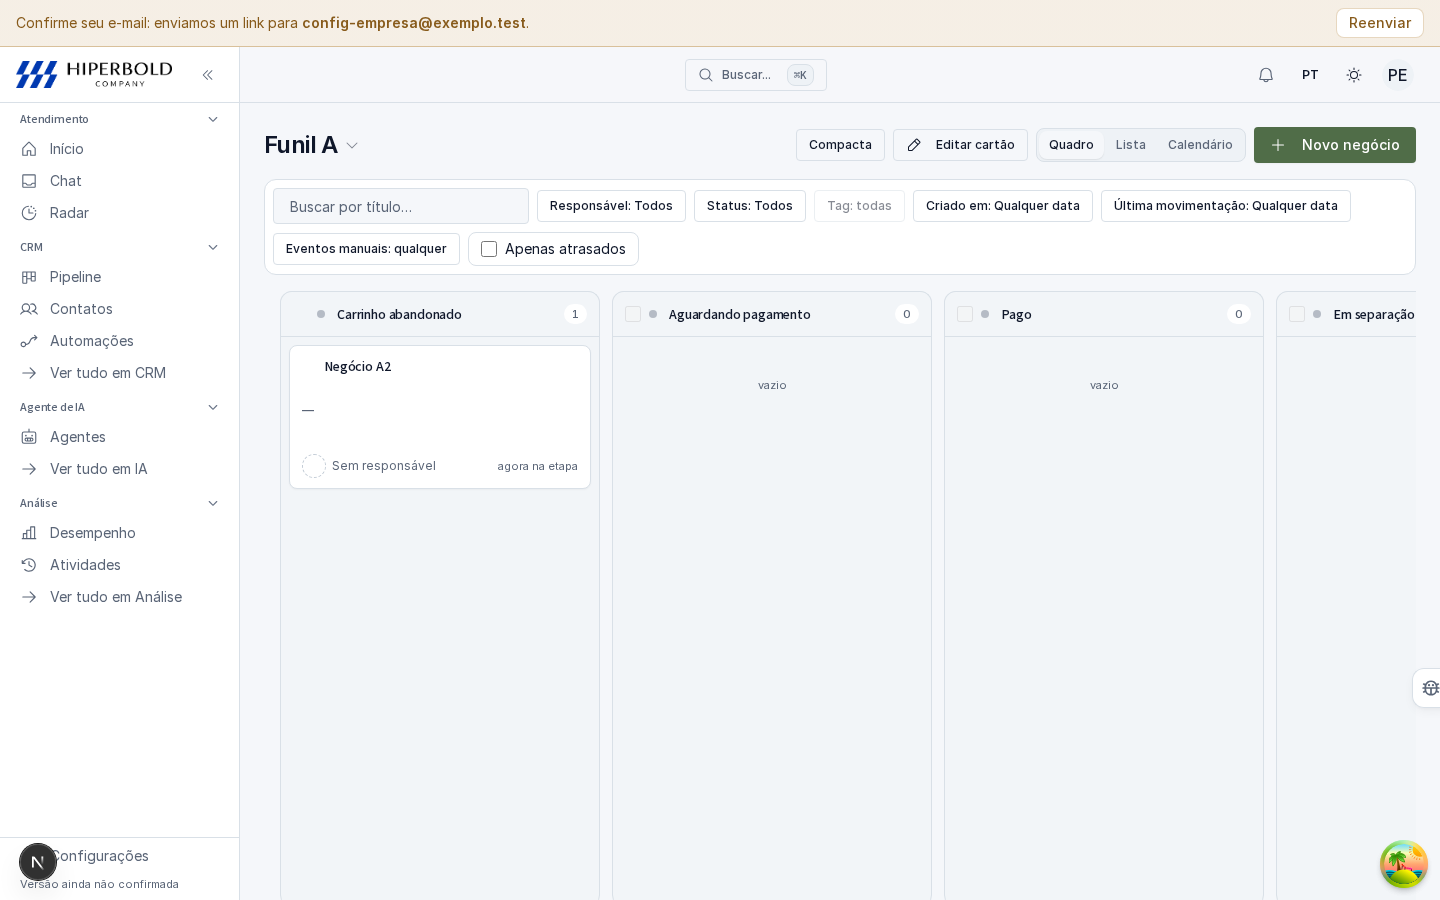 Confirme seu e-mail: enviamos um link para config-empresa@exemplo.test.
Reenviar
HIPERBOLD
COMPANY
Buscar...
⌘K
PT
PE
Atendimento
Início
Chat
Radar
CRM
Pipeline
Contatos
Automações
Ver tudo em CRM
Agente de IA
Agentes
Ver tudo em IA
Análise
Desempenho
Atividades
Ver tudo em Análise
Configurações
Versão ainda não confirmada
Funil A
Compacta
Editar cartão
Quadro
Lista
Calendário
Novo negócio
Buscar por título...
Responsável: Todos
Status: Todos
Tag: todas
Criado em: Qualquer data
Última movimentação: Qualquer data
Eventos manuais: qualquer
Apenas atrasados
Carrinho abandonado
1
Negócio A2
—
Sem responsável
agora na etapa
Aguardando pagamento
0
vazio
Pago
0
vazio
Em separação